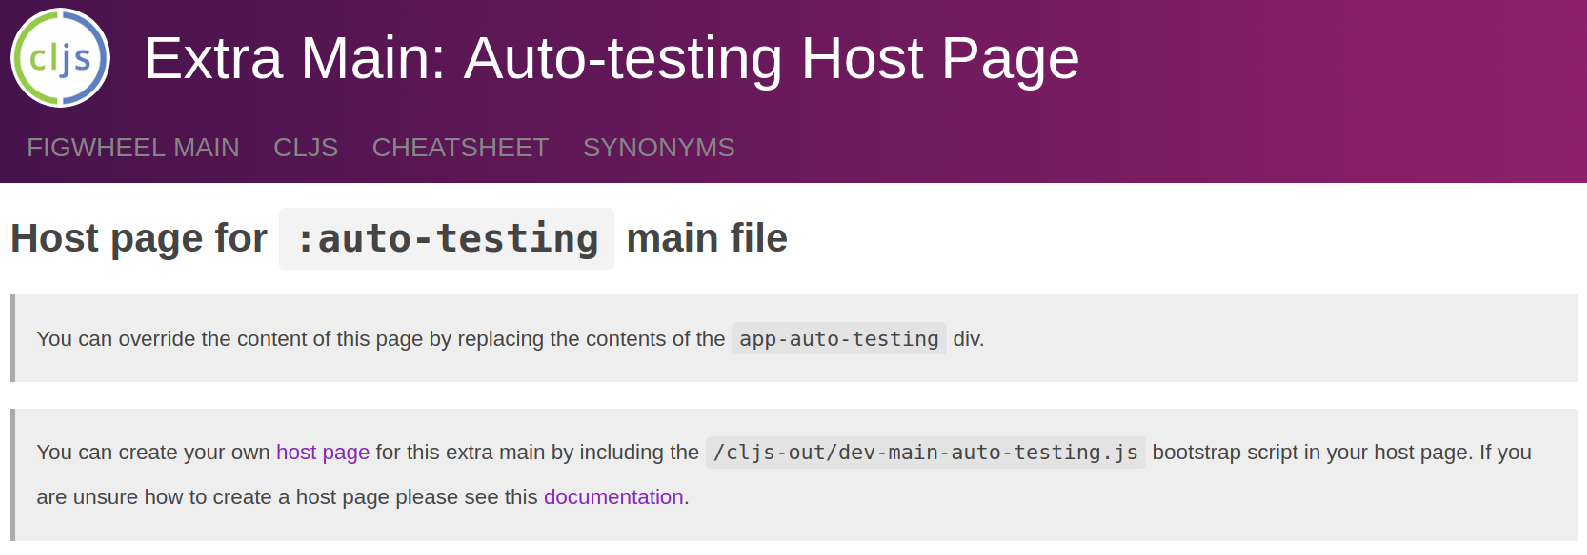 cljs Extra Main: Auto-testing Host Page
FIGWHEEL MAIN CLJS CHEATSHEET SYNONYMS
Host page for :auto-testing main file
You can override the content of this page by replacing the contents of the app-auto-testing div.
You can create your own host page for this extra main by including the /cljs-out/dev-main-auto-testing.js bootstrap script in your host page. If you
are unsure how to create a host page please see this documentation.